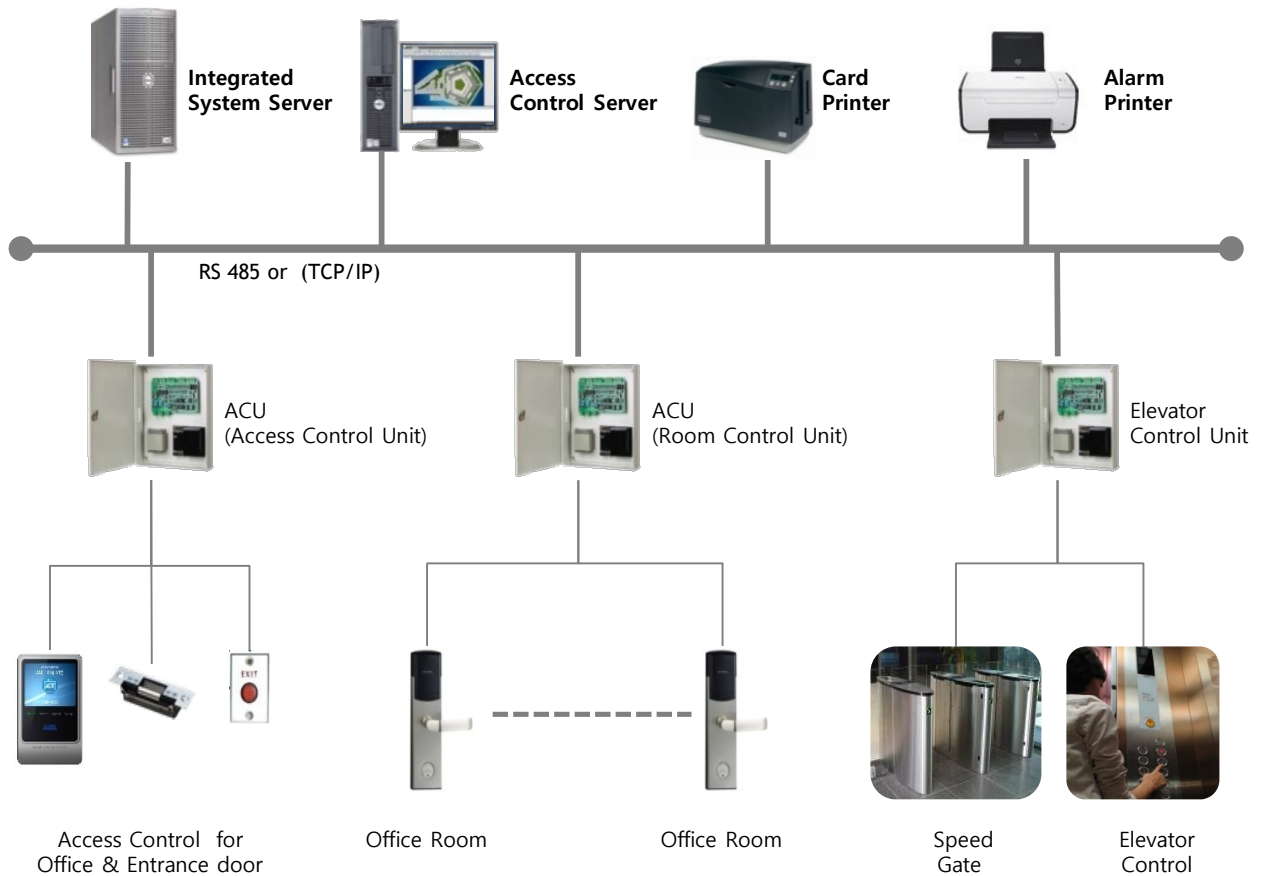 Integrated
System Server
Access
Control Server
Card
Printer
Alarm
Printer
RS 485 or (TCP/IP)
ACU
(Access Control Unit)
ACU
(Room Control Unit)
Elevator
Control Unit
EXIT
Access Control for
Office & Entrance door
Office Room
Office Room
Speed
Gate
Elevator
Control